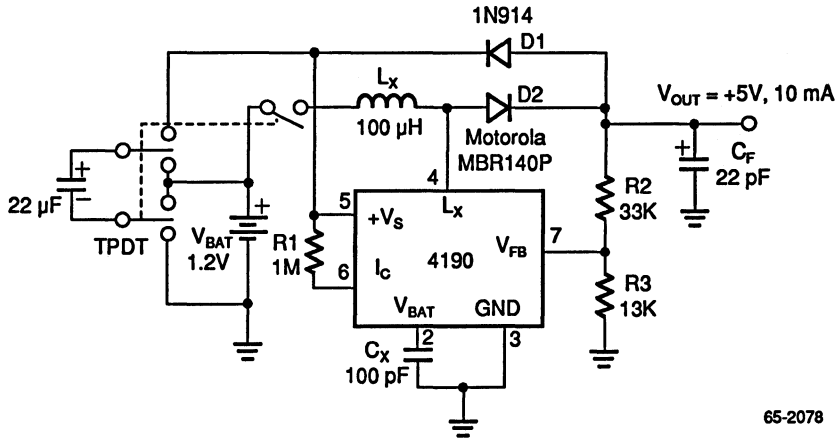 1N914
D1
Lx
100 μH
D2
Motorola
MBR140P
VOUT = +5V, 10 mA
+
CF
22 pF
+
−
22 μF
TPDT
+
VBAT
1.2V
R1
1M
5
+VS
6
IC
4
LX
4190
VFB
7
VBAT
GND
2
3
CX
100 pF
R2
33K
R3
13K
65-2078